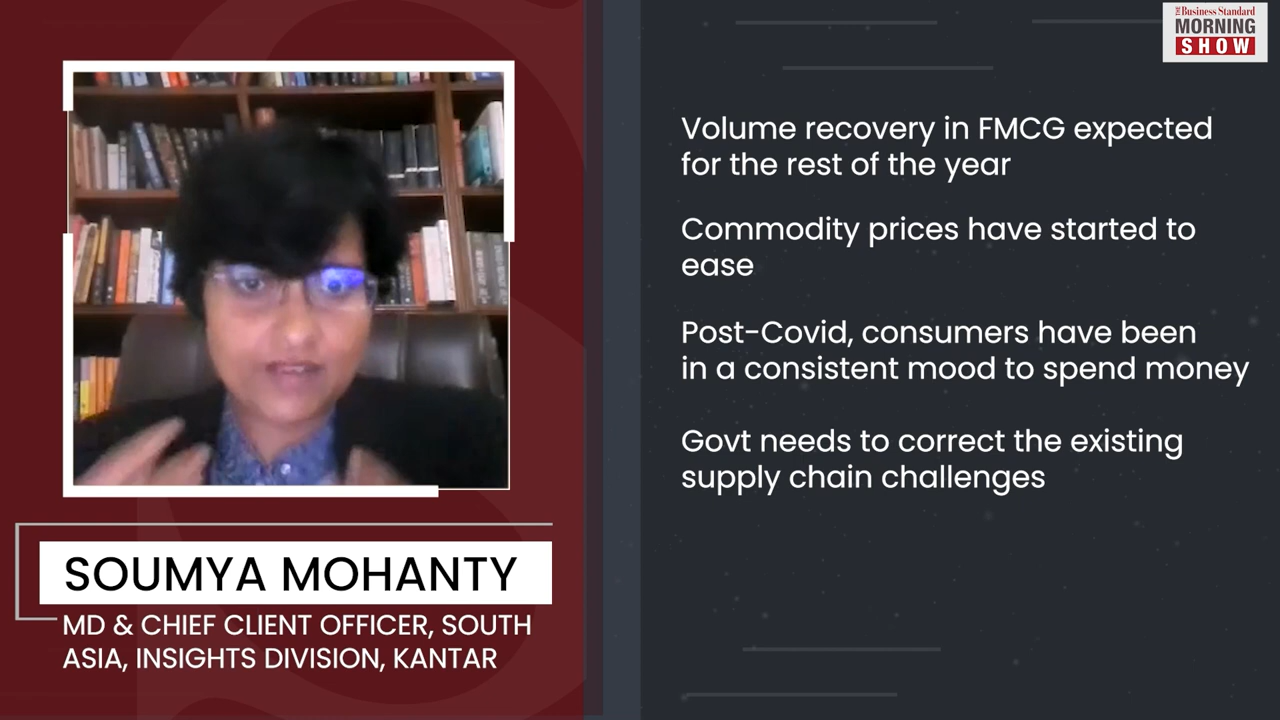 THE Business Standard
MORNING
SHOW
Volume recovery in FMCG expected
for the rest of the year
Commodity prices have started to
ease
Post-Covid, consumers have been
in a consistent mood to spend money
Govt needs to correct the existing
supply chain challenges
SOUMYA MOHANTY
MD & CHIEF CLIENT OFFICER, SOUTH
ASIA, INSIGHTS DIVISION, KANTAR